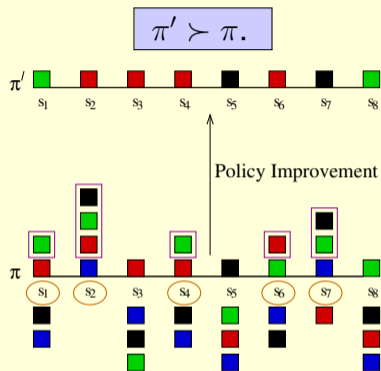 π′ ≻ π.
π′
s₁ s₂ s₃ s₄ s₅ s₆ s₇ s₈
Policy Improvement
π
s₁ s₂ s₃ s₄ s₅ s₆ s₇ s₈